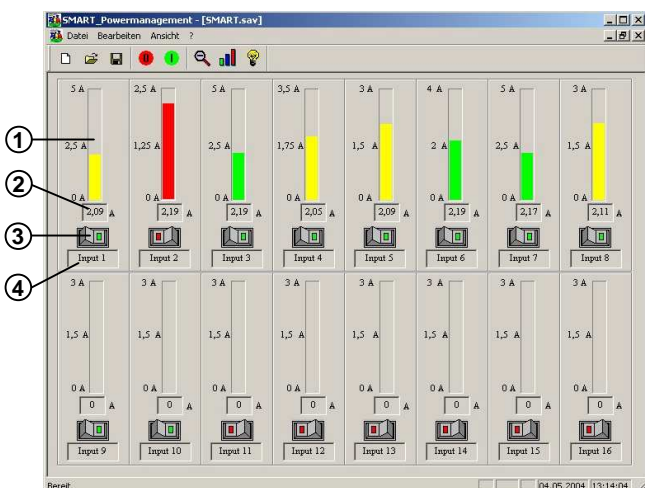 SMART_Powermanagement - [SMART.sav]
Datei Bearbeiten Ansicht ?
0 I
5 A 2,5 A 5 A 3,5 A 3 A 4 A 5 A 3 A
1
2,5 A 1,25 A 2,5 A 1,75 A 1,5 A 2 A 2,5 A 1,5 A
0 A 0 A 0 A 0 A 0 A 0 A 0 A 0 A
2
2,09 A 2,19 A 2,19 A 2,05 A 2,09 A 2,19 A 2,17 A 2,11 A
3
4
Input 1 Input 2 Input 3 Input 4 Input 5 Input 6 Input 7 Input 8
3 A 3 A 3 A 3 A 3 A 3 A 3 A 3 A
1,5 A 1,5 A 1,5 A 1,5 A 1,5 A 1,5 A 1,5 A 1,5 A
0 A 0 A 0 A 0 A 0 A 0 A 0 A 0 A
0 A 0 A 0 A 0 A 0 A 0 A 0 A 0 A
Input 9 Input 10 Input 11 Input 12 Input 13 Input 14 Input 15 Input 16
Bereit 04.05.2004 13:14:04